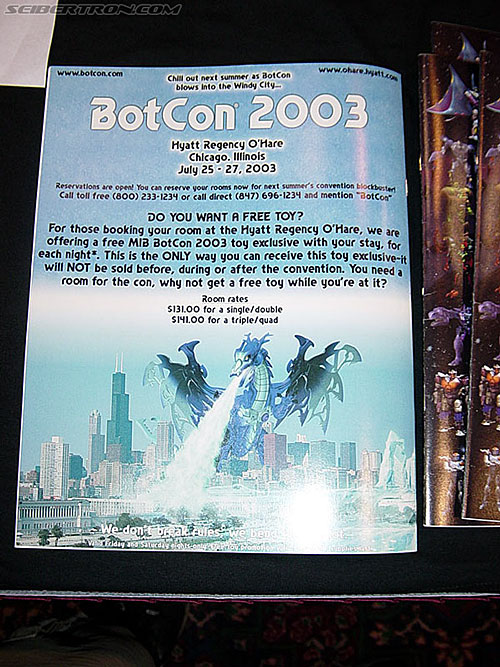 SEIBERTRON.COM
www.botcon.com
www.ohare.hyatt.com
Chill out next summer as BotCon
blows into the Windy City...
BotCon 2003
Hyatt Regency O'Hare
Chicago, Illinois
July 25 - 27, 2003
Reservations are open! You can reserve your rooms now for next summer's convention blockbuster!
Call toll free (800) 233-1234 or call direct (847) 696-1234 and mention "BotCon"
DO YOU WANT A FREE TOY?
For those booking your room at the Hyatt Regency O'Hare, we are
offering a free MIB BotCon 2003 toy exclusive with your stay, for
each night*. This is the ONLY way you can receive this toy exclusive-it
will NOT be sold before, during or after the convention. You need a
room for the con, why not get a free toy while you're at it?
Room rates
$131.00 for a single/double
$141.00 for a triple/quad
We don't break rules, we
Friday and Saturday